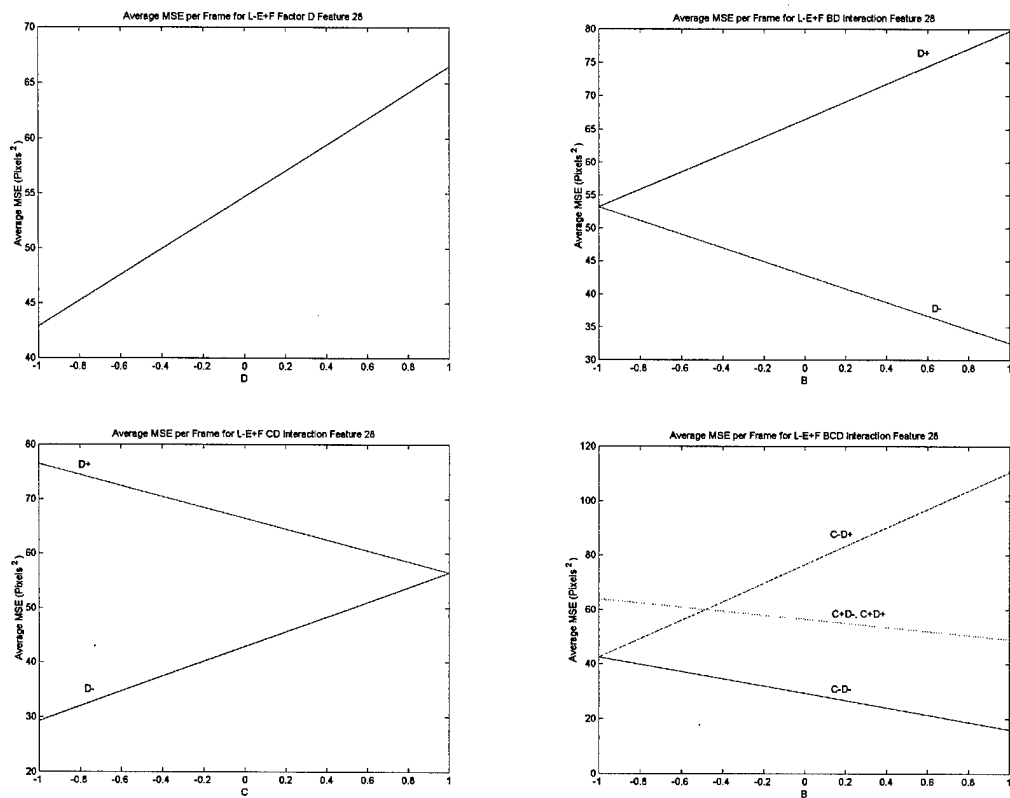 Average MSE per Frame for L-E+F Factor D Feature 28
70
65
60
55
50
45
40
Average MSE (Pixels ²)
-1 -0.8 -0.6 -0.4 -0.2 0 0.2 0.4 0.6 0.8 1
D
Average MSE per Frame for L-E+F BD Interaction Feature 28
80
75
70
65
60
55
50
45
40
35
30
Average MSE (Pixels ²)
D+
D-
-1 -0.8 -0.6 -0.4 -0.2 0 0.2 0.4 0.6 0.8 1
B
Average MSE per Frame for L-E+F CD Interaction Feature 28
80
70
60
50
40
30
20
Average MSE (Pixels ²)
D+
D-
-1 -0.8 -0.6 -0.4 -0.2 0 0.2 0.4 0.6 0.8 1
C
Average MSE per Frame for L-E+F BCD Interaction Feature 28
120
100
80
60
40
20
0
Average MSE (Pixels ²)
C-D+
C+D-, C+D+
C-D-
-1 -0.8 -0.6 -0.4 -0.2 0 0.2 0.4 0.6 0.8 1
B